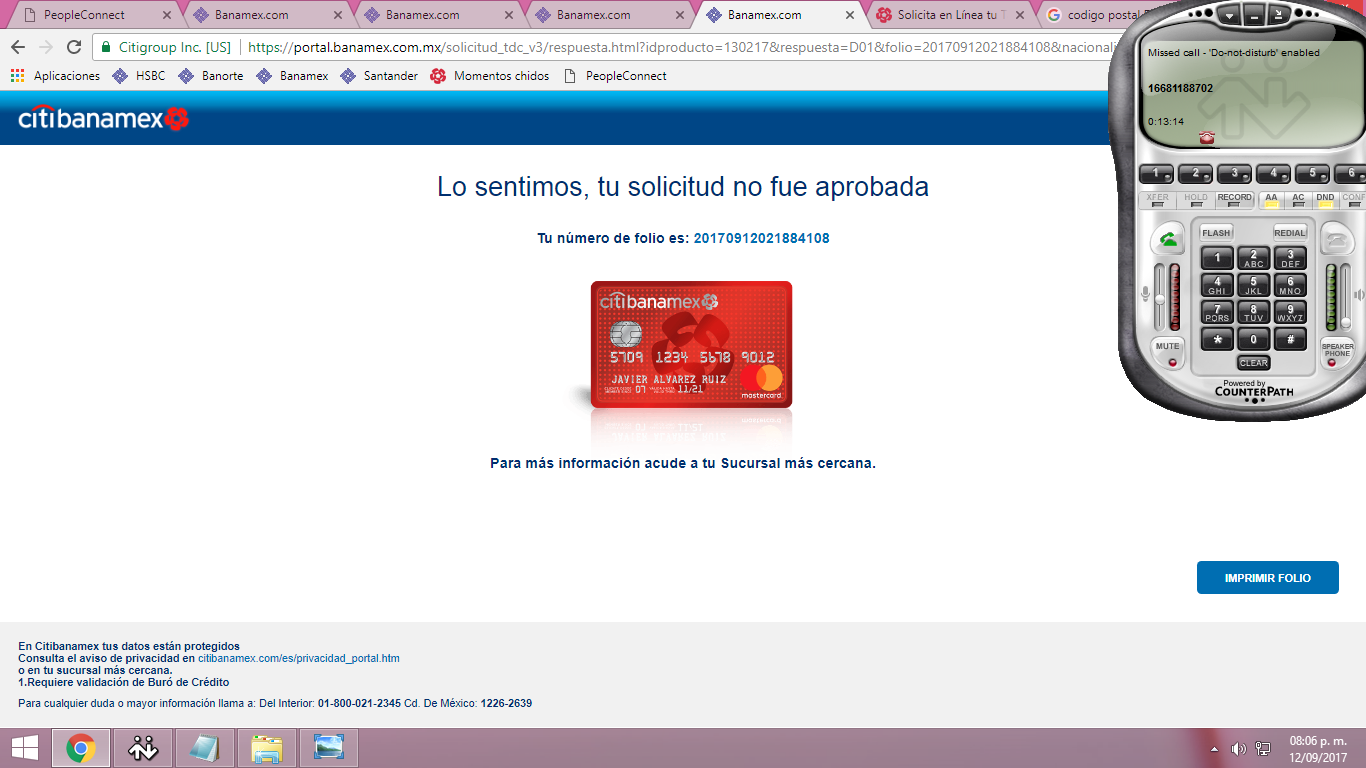 PeopleConnect
Banamex.com
Banamex.com
Banamex.com
Banamex.com
Solicita en Línea tu T
codigo postal
Citigroup Inc. [US]
https://portal.banamex.com.mx/solicitud_tdc_v3/respuesta.html?idproducto=130217&respuesta=D01&folio=20170912021884108&nacionali
Aplicaciones
HSBC
Banorte
Banamex
Santander
Momentos chidos
PeopleConnect
citibanamex
Lo sentimos, tu solicitud no fue aprobada
Tu número de folio es: 20170912021884108
citibanamex
5709 1234 5678 9012
07 11/21
JAVIER ALVAREZ RUIZ
mastercard
Para más información acude a tu Sucursal más cercana.
IMPRIMIR FOLIO
En Citibanamex tus datos están protegidos
Consulta el aviso de privacidad en citibanamex.com/es/privacidad_portal.htm
o en tu sucursal más cercana.
1.Requiere validación de Buró de Crédito
Para cualquier duda o mayor información llama a: Del Interior: 01-800-021-2345 Cd. De México: 1226-2639
Missed call - 'Do-not-disturb' enabled
16681188702
0:13:14
1 2 3 4 5 6
XFER HOLD RECORD AA AC DND CONF
FLASH REDIAL
1 2 ABC 3 DEF
4 GHI 5 JKL 6 MNO
7 PQRS 8 TUV 9 WXYZ
* 0 #
MUTE
SPEAKER PHONE
CLEAR
Powered by
COUNTERPATH
08:06 p. m.
12/09/2017